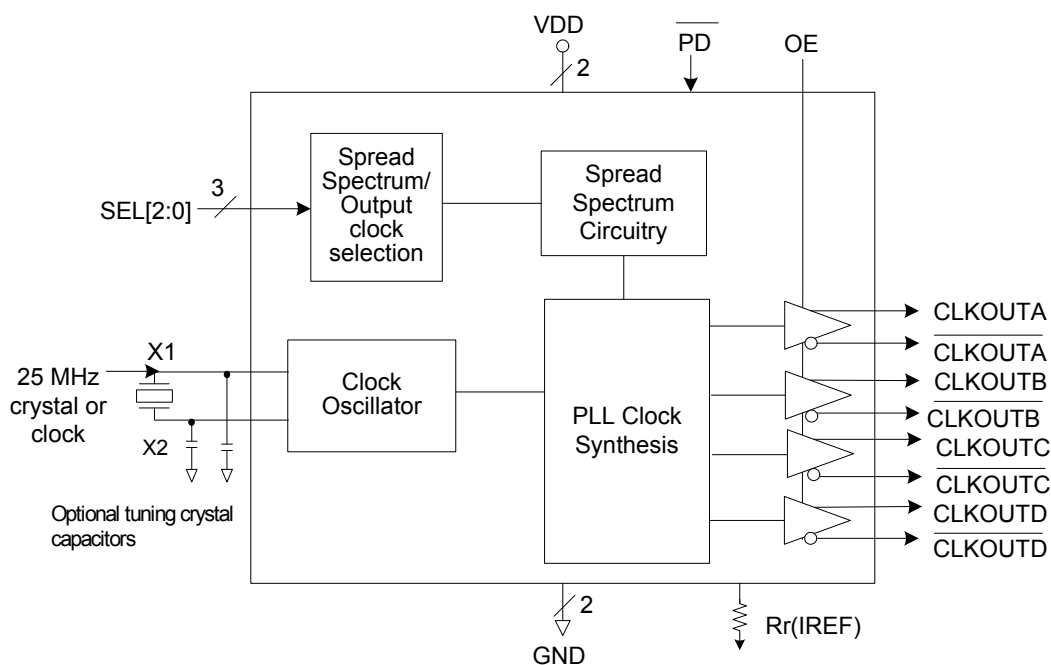 VDD
PD
OE
2
Spread
Spectrum/
Output
clock
selection
Spread
Spectrum
Circuitry
3
SEL[2:0]
CLKOUTA
CLKOUTA
CLKOUTB
CLKOUTB
CLKOUTC
CLKOUTC
CLKOUTD
CLKOUTD
X1
25 MHz
crystal or
clock
X2
Clock
Oscillator
PLL Clock
Synthesis
Optional tuning crystal
capacitors
2
GND
Rr(IREF)